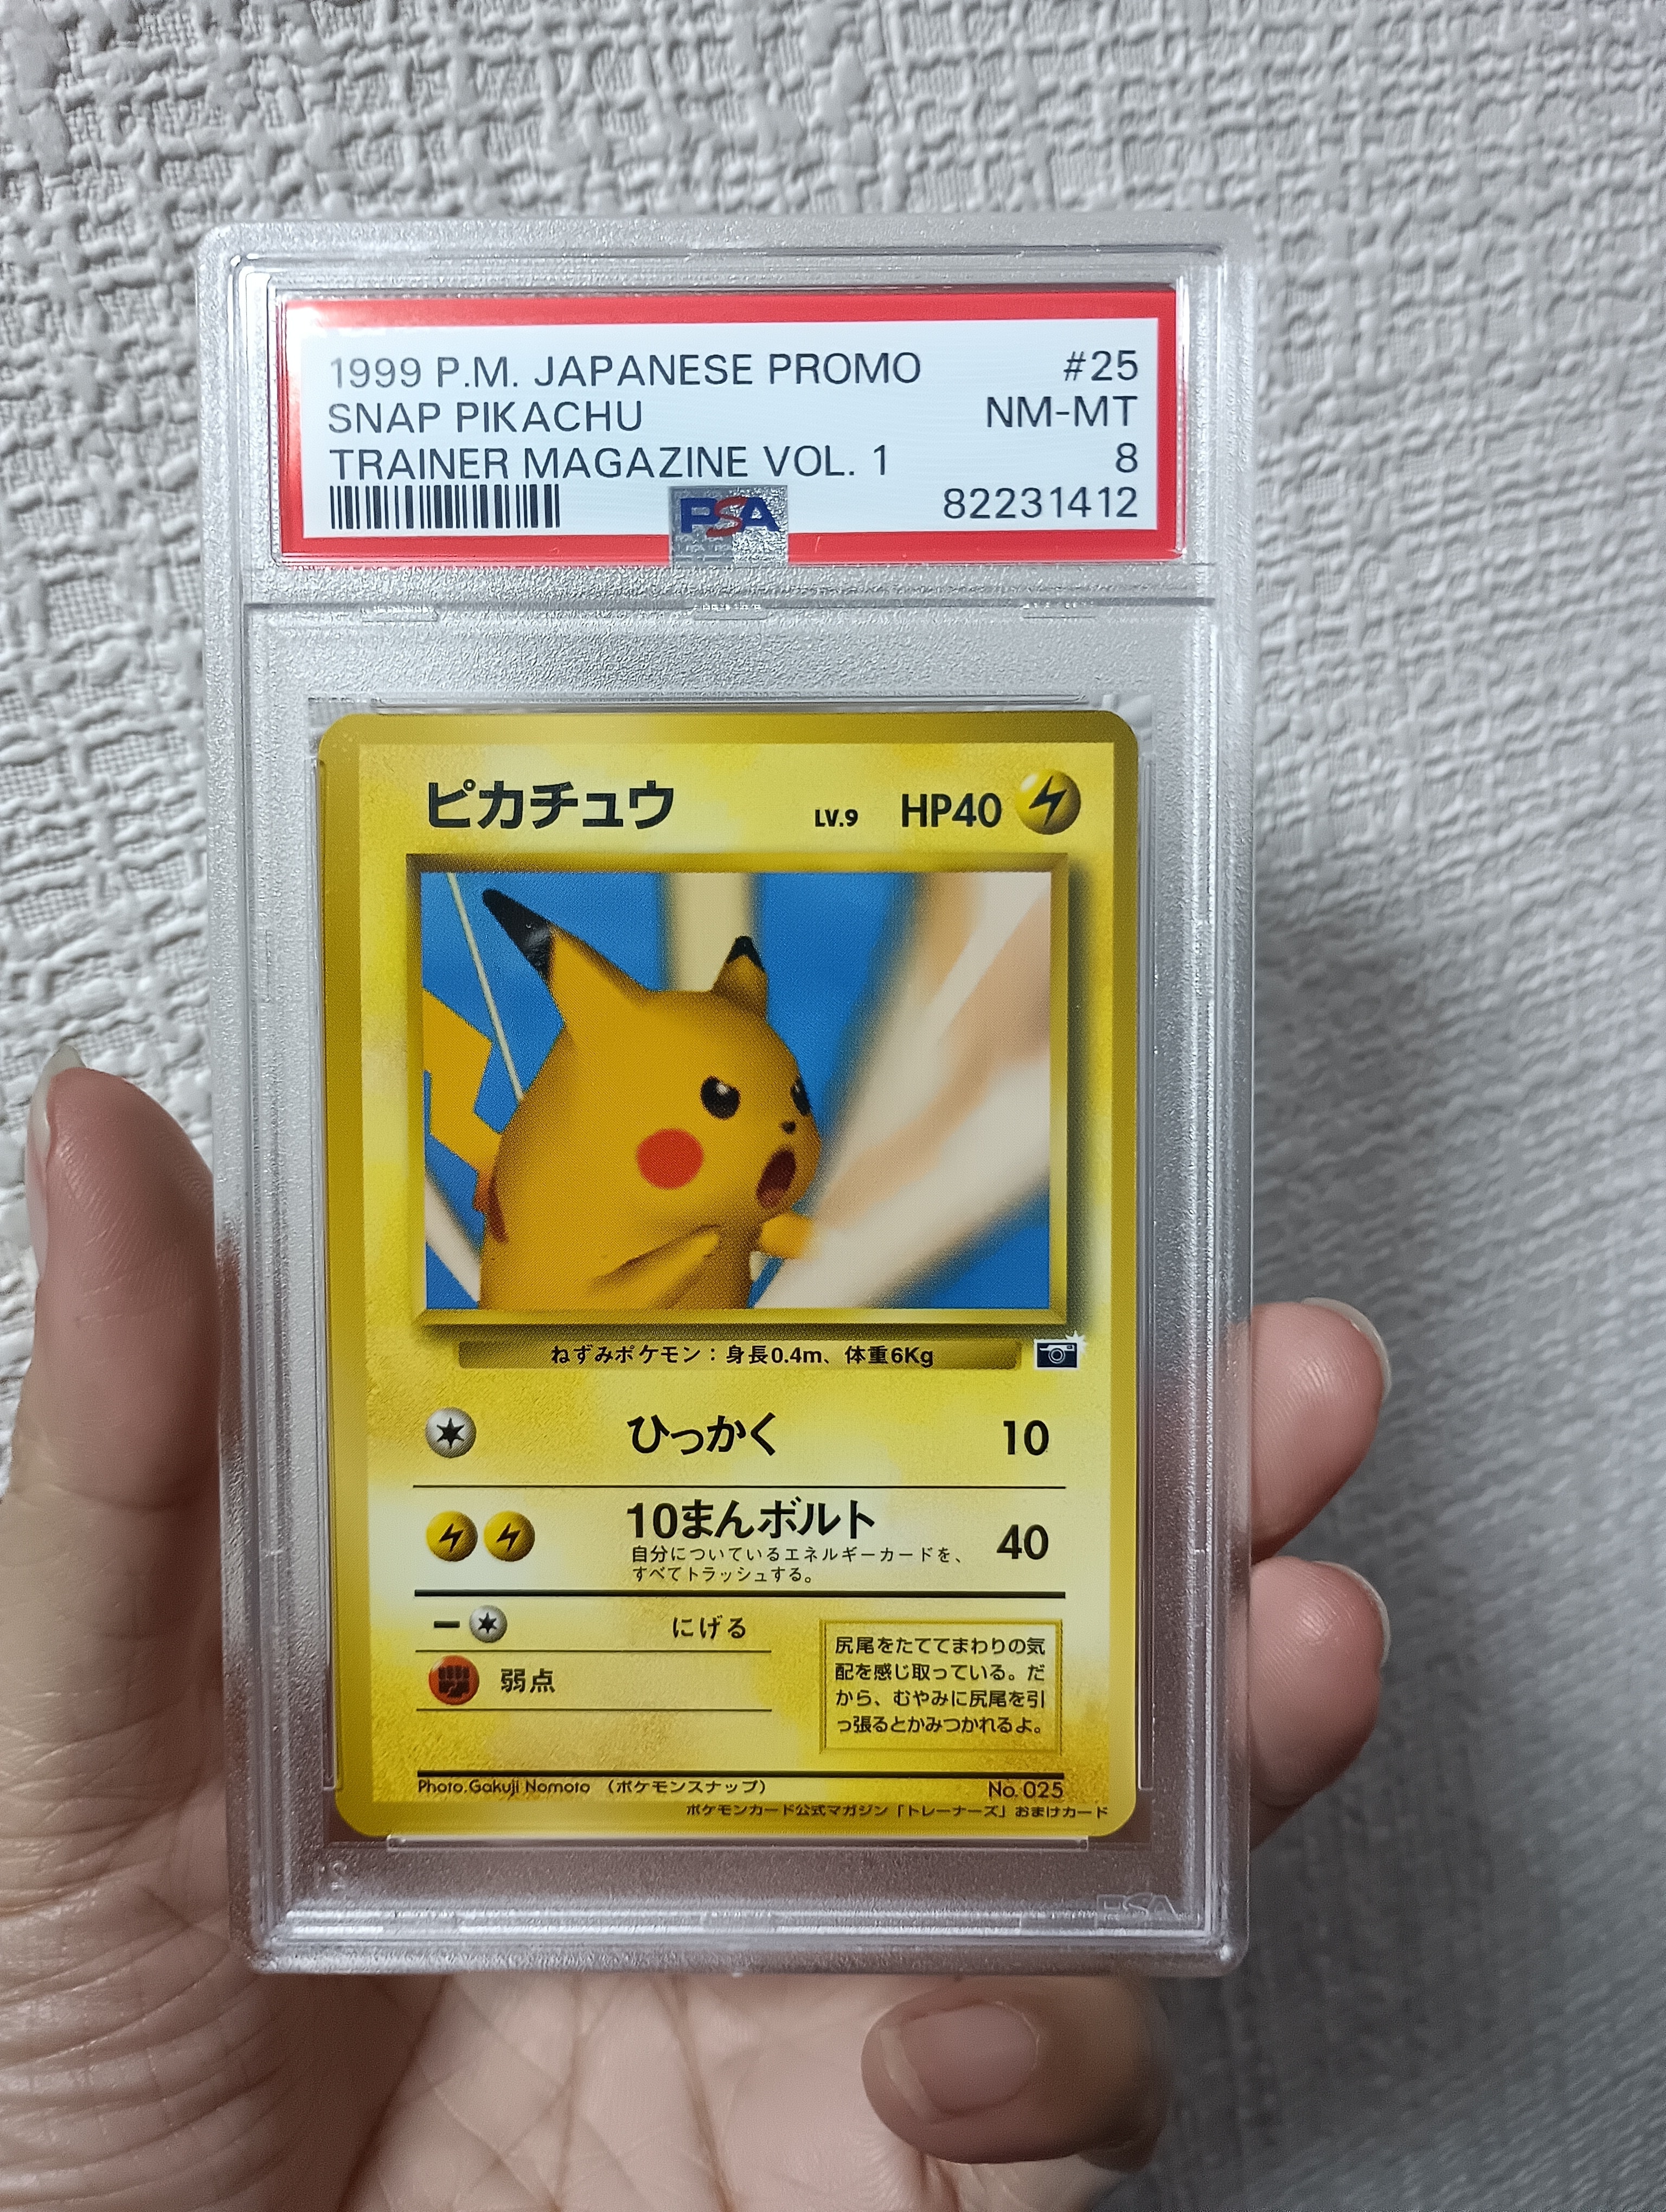 1999 P.M. JAPANESE PROMO #25
SNAP PIKACHU NM-MT
TRAINER MAGAZINE VOL. 1 8
PSA 82231412
ピカチュウ LV.9 HP40
ねずみポケモン：身長0.4m、体重6Kg
ひっかく 10
10まんボルト 40
自分についているエネルギーカードを、
すべてトラッシュする。
にげる
弱点
尻尾をたててまわりの気
配を感じ取っている。だ
から、むやみに尻尾を引
っ張るとかみつかれるよ。
Photo.Gakuji Nomoto （ポケモンスナップ） No.025
ポケモンカード公式マガジン「トレーナーズ」おまけカード
PSA